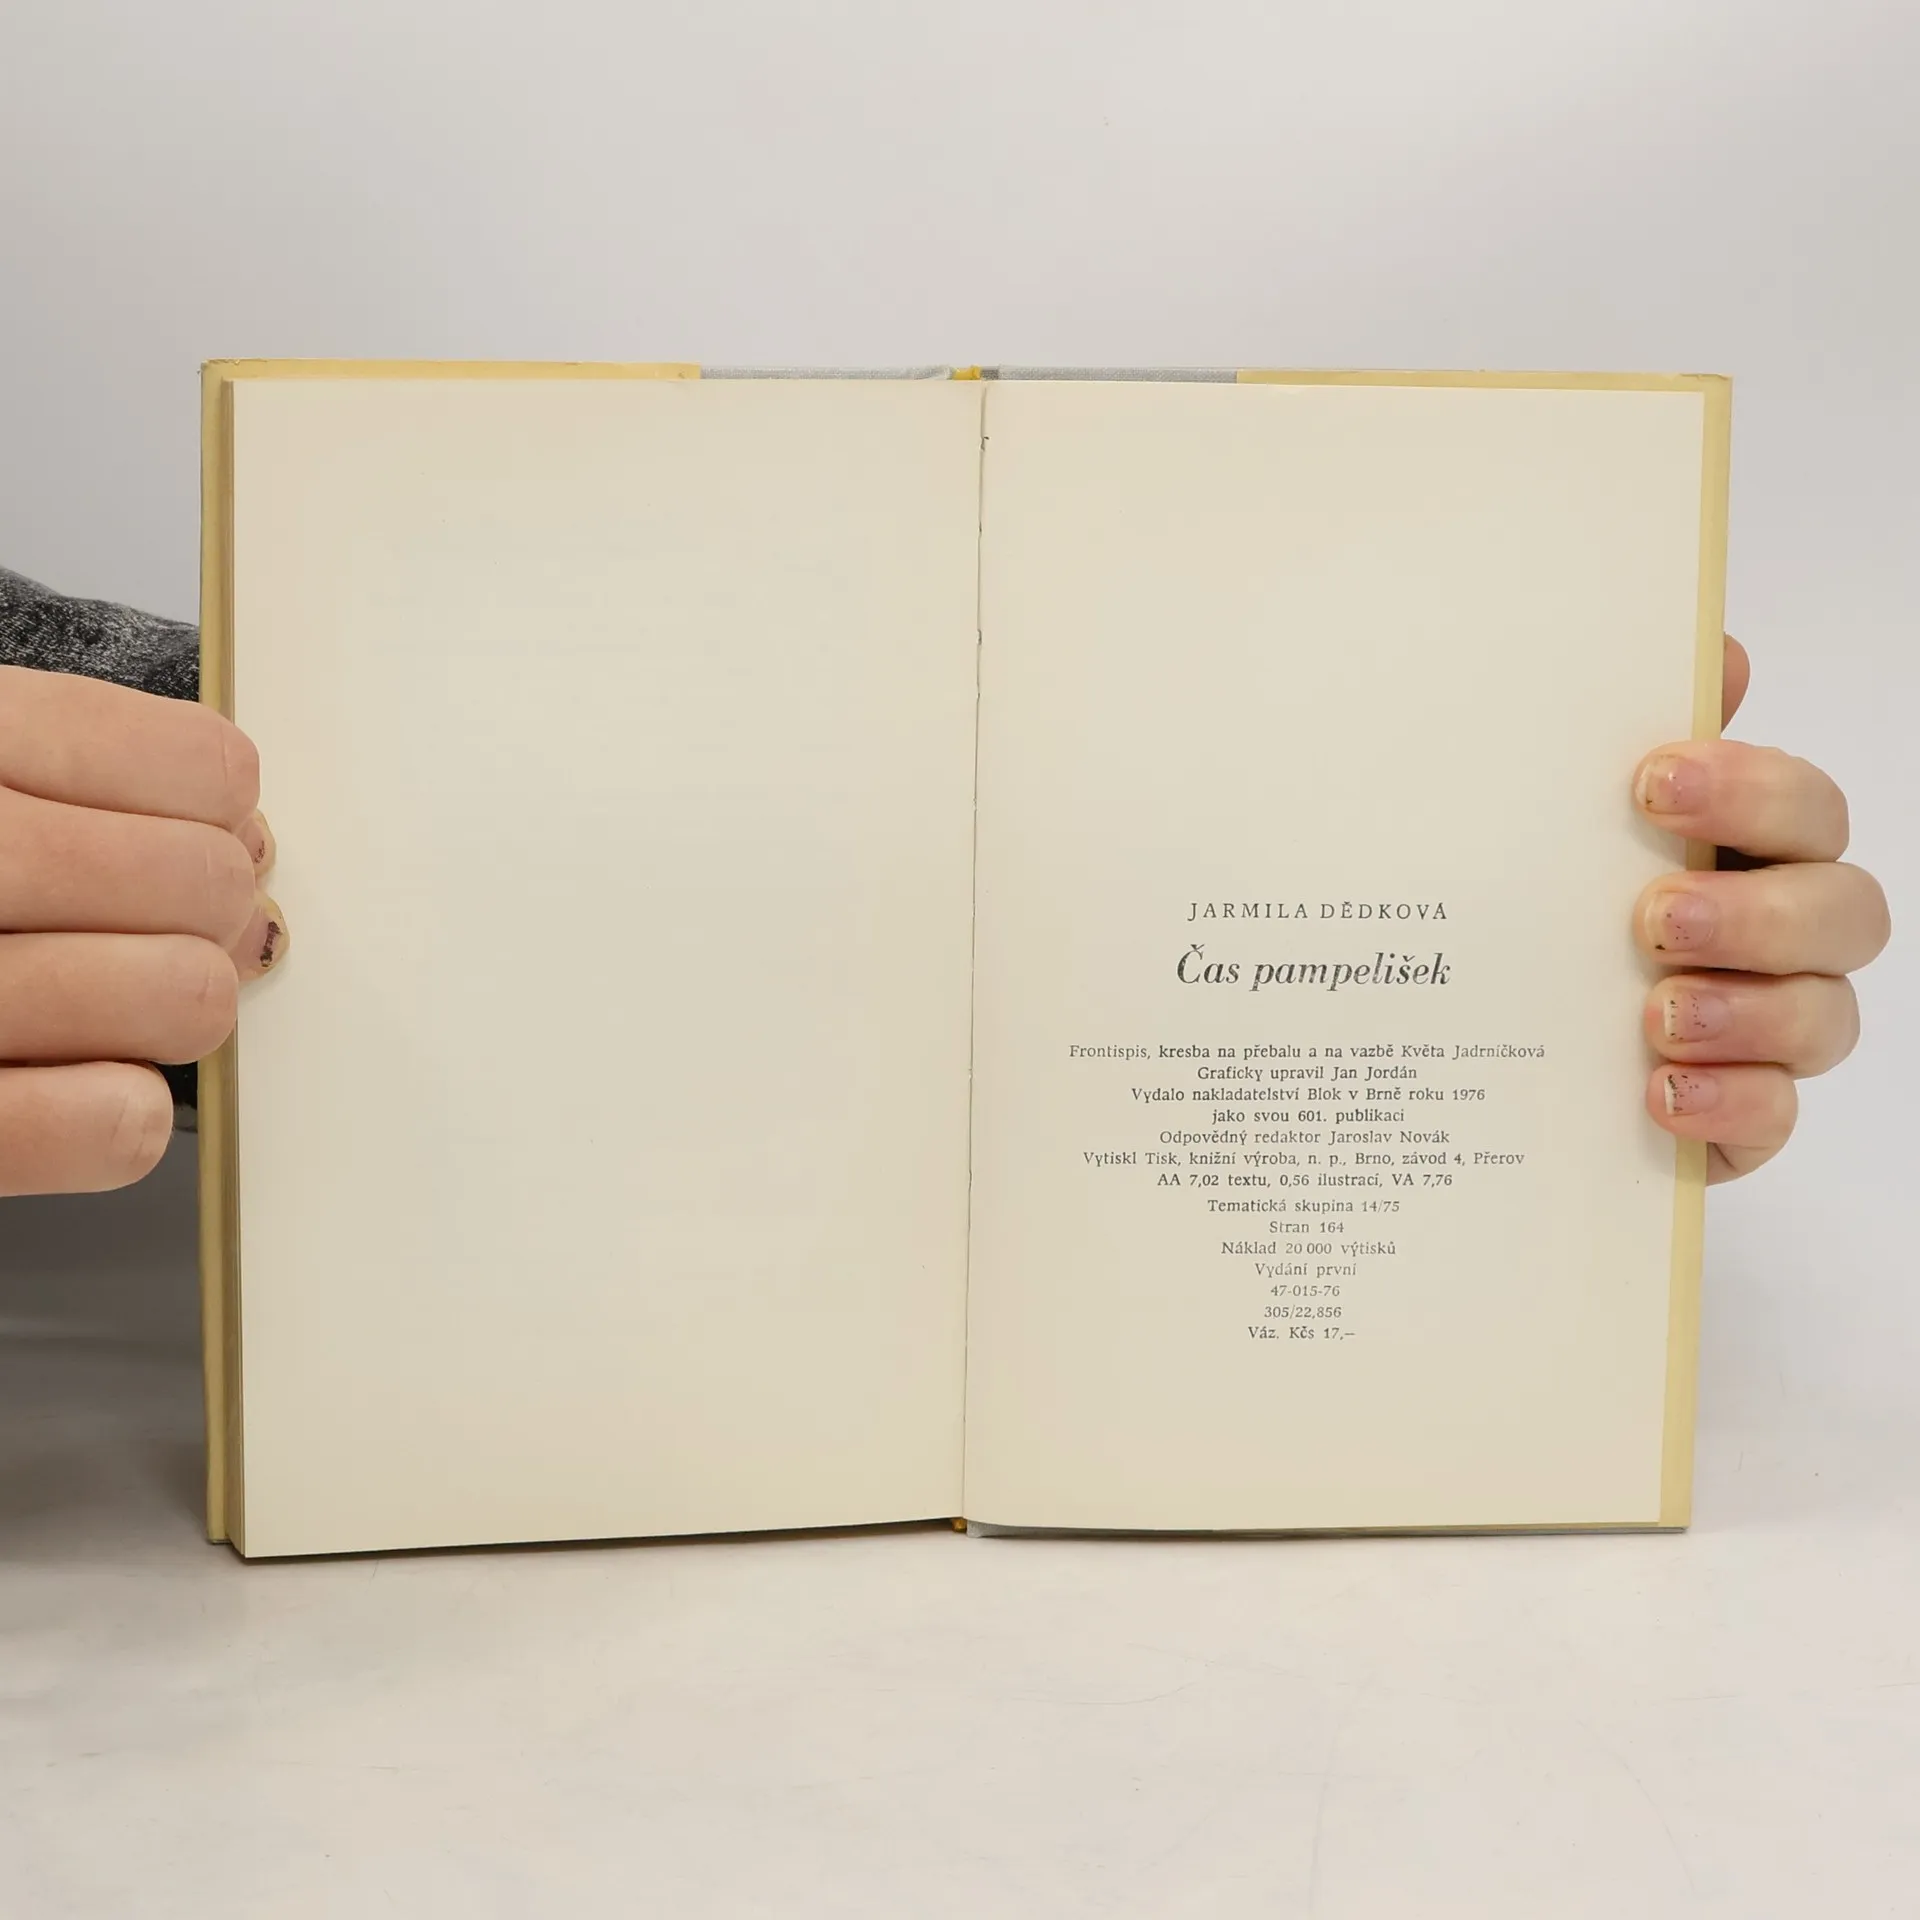 JARMILA DĚDKOVÁ
Čas pampelišek
Frontispis, kresba na přebalu a na vazbě Květa Jadrníčková
Graficky upravil Jan Jordán
Vydalo nakladatelství Blok v Brně roku 1976
jako svou 601. publikaci
Odpovědný redaktor Jaroslav Novák
Vytiskl Tisk, knižní výroba, n. p., Brno, závod 4, Přerov
AA 7,02 textu, 0,56 ilustrací, VA 7,76
Tematická skupina 14/75
Stran 164
Náklad 20 000 výtisků
Vydání první
47-015-76
305/22,856
Váz. Kčs 17,—